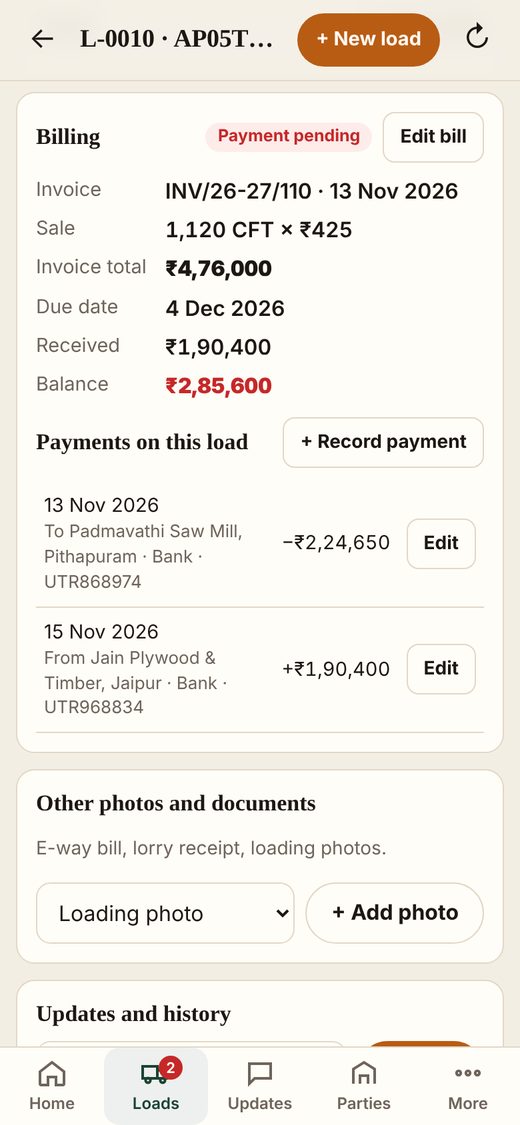 L-0010 · AP05T…
+ New load
Billing
Payment pending
Edit bill
Invoice INV/26-27/110 · 13 Nov 2026
Sale 1,120 CFT × ₹425
Invoice total ₹4,76,000
Due date 4 Dec 2026
Received ₹1,90,400
Balance ₹2,85,600
Payments on this load
+ Record payment
13 Nov 2026
To Padmavathi Saw Mill,
Pithapuram · Bank ·
UTR868974
−₹2,24,650
Edit
15 Nov 2026
From Jain Plywood &
Timber, Jaipur · Bank ·
UTR968834
+₹1,90,400
Edit
Other photos and documents
E-way bill, lorry receipt, loading photos.
Loading photo
+ Add photo
Updates and history
2
Home Loads Updates Parties More